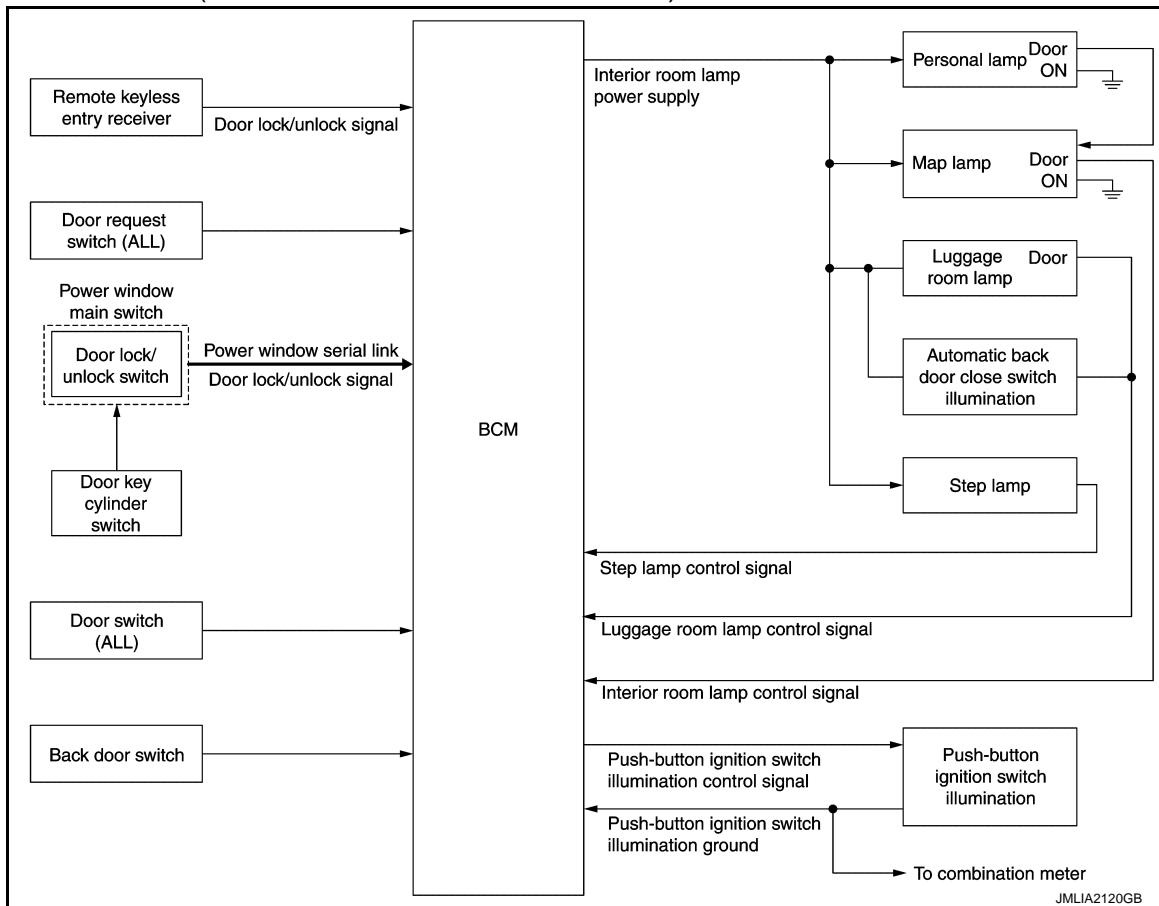 Remote keyless
entry receiver
Door lock/unlock signal
Door request
switch (ALL)
Power window
main switch
Door lock/
unlock switch
Power window serial link
Door lock/unlock signal
Door key
cylinder
switch
Door switch
(ALL)
Back door switch
BCM
Interior room lamp
power supply
Personal lamp
Door
ON
Map lamp
Door
ON
Luggage
room lamp
Door
Automatic back
door close switch
illumination
Step lamp
Step lamp control signal
Luggage room lamp control signal
Interior room lamp control signal
Push-button ignition switch
illumination control signal
Push-button
ignition switch
illumination
Push-button ignition switch
illumination ground
To combination meter
JMLIA2120GB